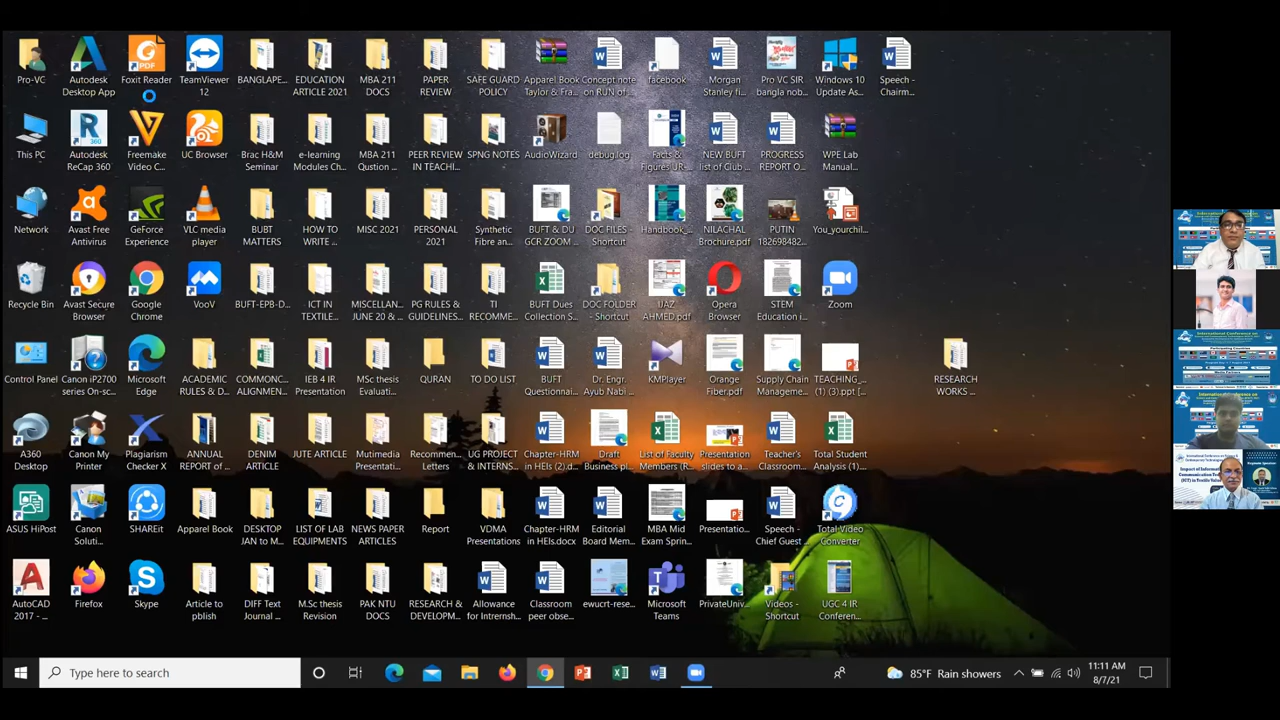 Pro-VC
Autodesk
Desktop App
Foxit Reader
TeamViewer
12
BANGLAPE...
EDUCATION
ARTICLE 2021
MBA 211
DOCS
PAPER
REVIEW
SAFE GUARD
POLICY
Apparel Book
Taylor & Fra...
Concept note
on RUN of...
facebook
Morgan
Stanley fi...
Pro VC SIR
bangla nob...
Windows 10
Update As...
Speech -
Chairm...
This PC
Autodesk
ReCap 360
Freemake
Video C...
UC Browser
Brac H&M
Seminar
e-learning
Modules Ch...
MBA 211
Qustion ...
PEER REVIEW
IN TEACHI...
SPNG NOTES
AudioWizard
debug.log
Facts &
Figures UR-...
NEW BUFT
list of Club ...
PROGRESS
REPORT O...
WPE Lab
Manual...
Network
Avast Free
Antivirus
GeForce
Experience
VLC media
player
BUBT
MATTERS
HOW TO
WRITE ...
MISC 2021
PERSONAL
2021
Synthetic
Fibre an...
BUFT & DU
GCR ZOOM ...
DOC FILES -
Shortcut
Handbook_...
NILACHAL
Brochure.pdf
PUTIN
182698482...
You_yourchil...
Recycle Bin
Avast Secure
Browser
Google
Chrome
VooV
BUFT-EPB-D...
ICT IN
TEXTILE...
MISCELLAN...
JUNE 20 & ...
PG RULES &
GUIDELINES...
TI
RECOMME...
BUFT Dues
Collection S...
DOC FOLDER
- Shortcut
IJAZ
AHMED.pdf
Opera
Browser
STEM
Education i...
Zoom
Control Panel
Canon iP2700
series On-sc...
Microsoft
Edge
ACADEMIC
RULES & D...
COMMONC...
ALIGNMEN...
IEB 4 IR
Presentation
MSc thesis
Evaluati...
QURAN
TO DO LIST
BUFT
Questionnai...
Dr. Engr.
Ayub Nabi ...
KMPlayer
Orange
Fiber.pdf
Supply Chain
Manageme...
TEACHING_...
(1) (3).ppt [...
RESEARCH
WORKS ...
A360
Desktop
Canon My
Printer
Plagiarism
Checker X
ANNUAL
REPORT of ...
DENIM
ARTICLE
JUTE ARTICLE
Mutimedia
Presentati...
Recommen...
Letters
UG PROJECT
& INTERNS...
Chapter-HRM
in HEIs (2).d...
Draft
Business pl...
List of Faculty
Members (R...
Presentation
slides to a...
Teacher's
Classroom...
Total Student
Analysis (1)...
ASUS HiPost
Canon
Soluti...
SHAREit
Apparel Book
DESKTOP
JAN to M...
LIST OF LAB
EQUIPMENTS
NEWS PAPER
ARTICLES
Report
VDMA
Presentations
Chapter-HRM
in HEIs.docx
Editorial
Board Mem...
MBA Mid
Exam Sprin...
Presentatio...
Speech -
Chief Guest ...
Total Video
Converter
AutoCAD
2017 - ...
Firefox
Skype
Article to
pblish
DIFF Text
Journal ...
M.Sc thesis
Revision
PAK NTU
DOCS
RESEARCH &
DEVELOPM...
Allowance
for Internsh...
Classroom
peer obse...
ewucrt-rese...
Microsoft
Teams
PrivateUniv...
Videos -
Shortcut
UGC 4 IR
Conferen...
Type here to search
85°F Rain showers
11:11 AM
8/7/21
International Conference on
Participating Countries
Impact of Information